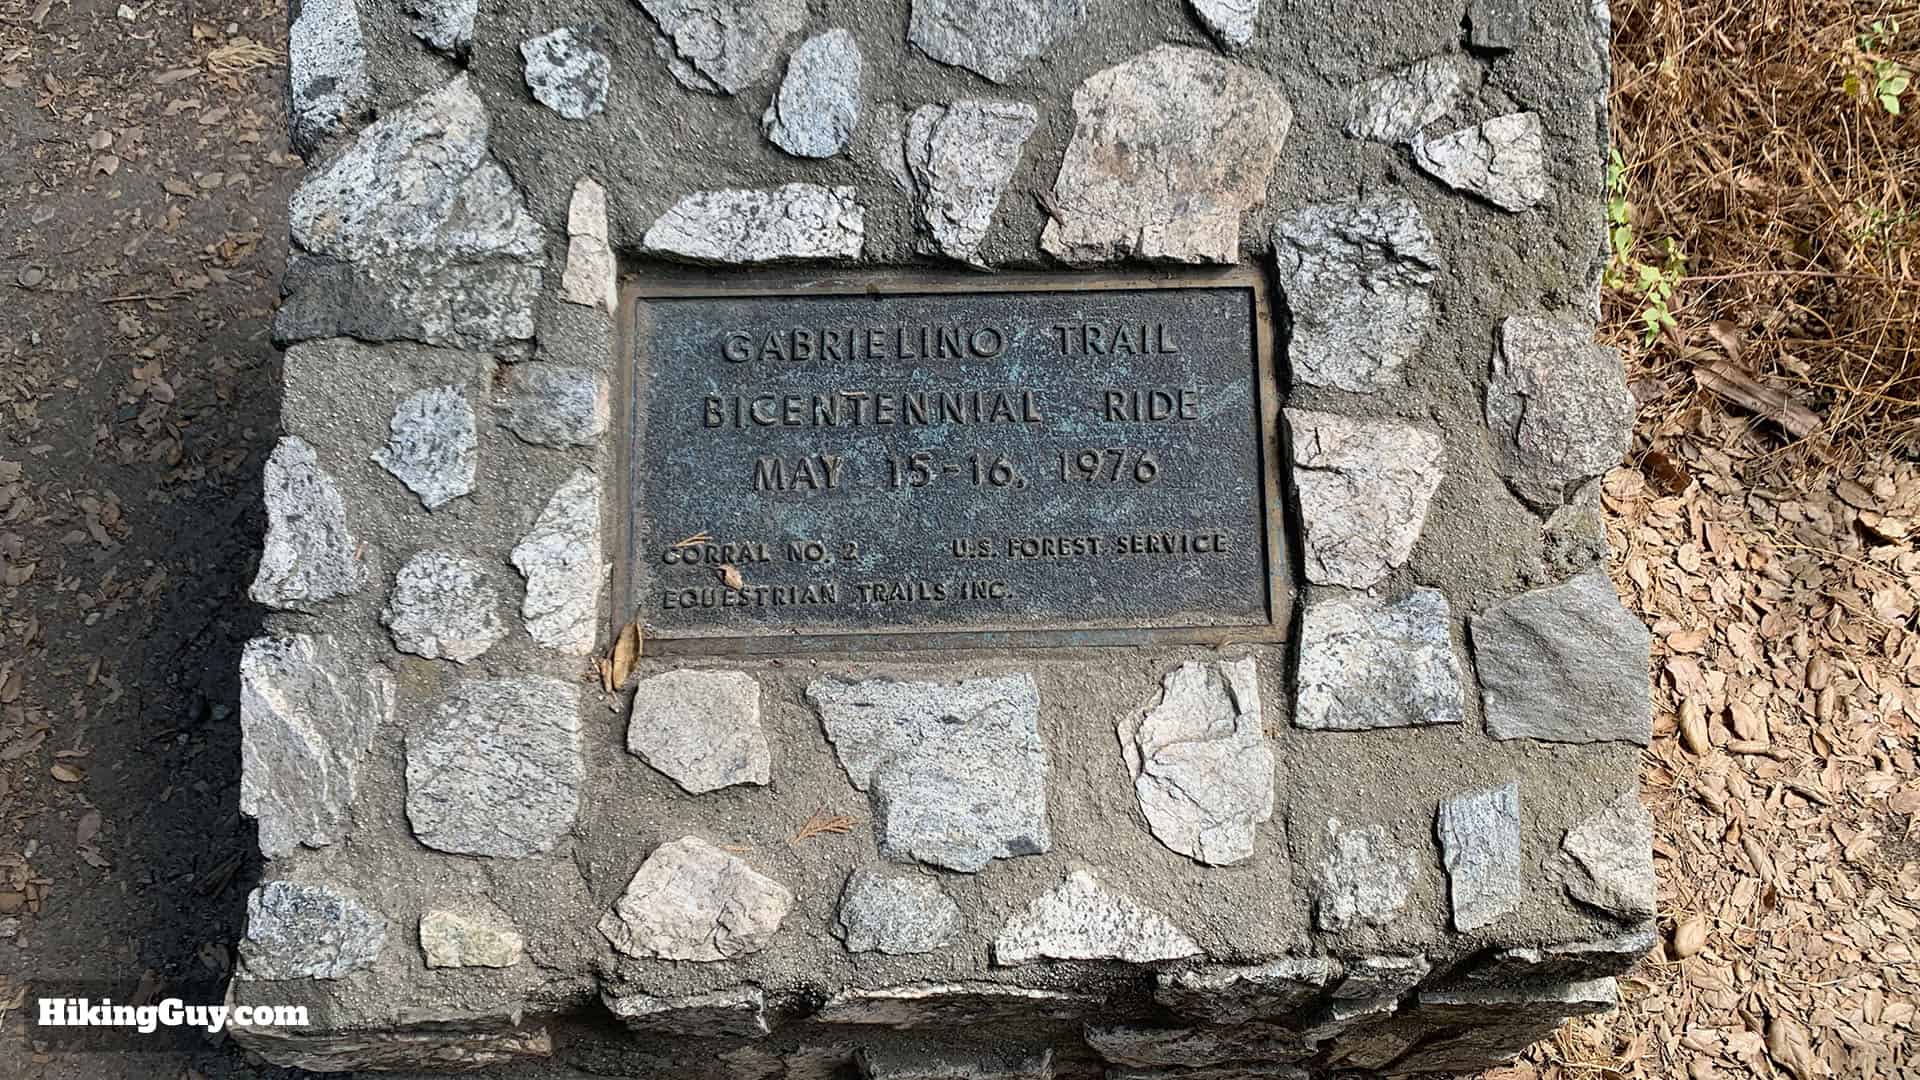 GABRIELINO TRAIL
BICENTENNIAL RIDE
MAY 15-16, 1976
CORRAL NO. 2 U.S. FOREST SERVICE
EQUESTRIAN TRAILS INC.
HikingGuy.com